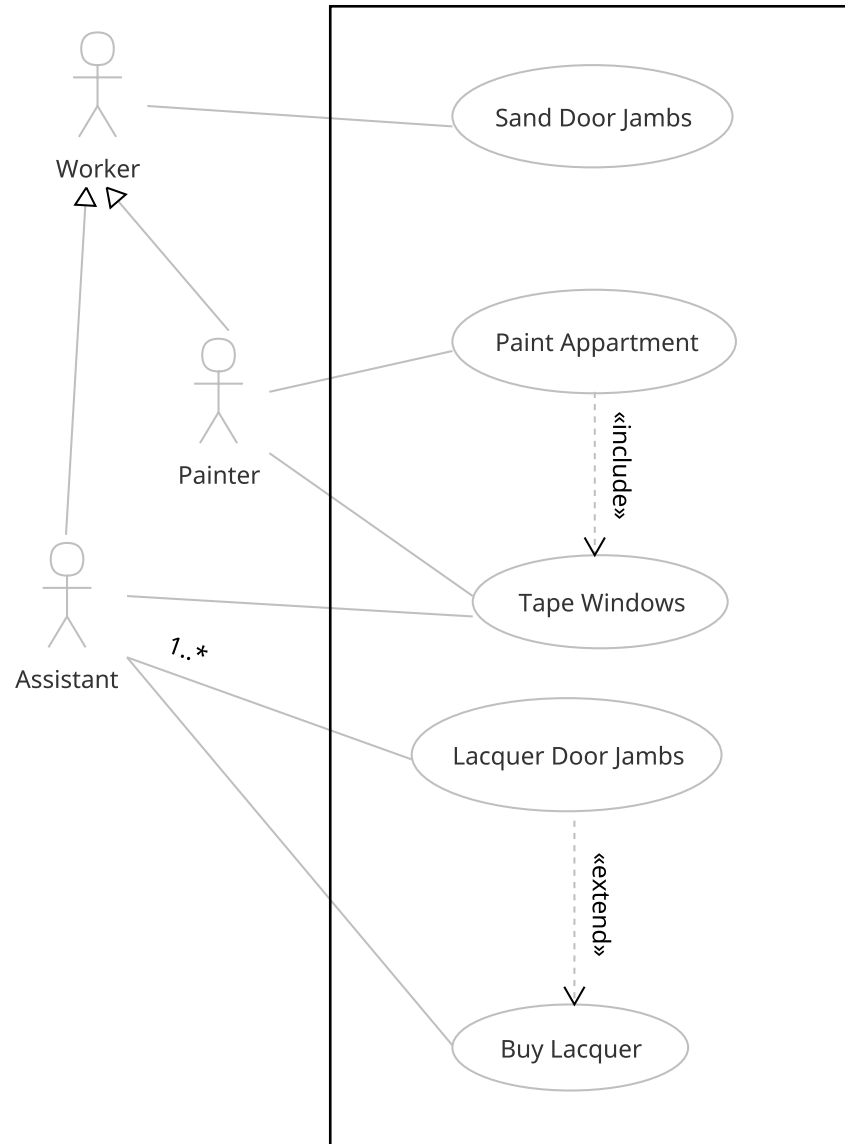 Worker
Sand Door Jambs
Paint Appartment
«include»
Painter
Tape Windows
1..*
Assistant
Lacquer Door Jambs
«extend»
Buy Lacquer